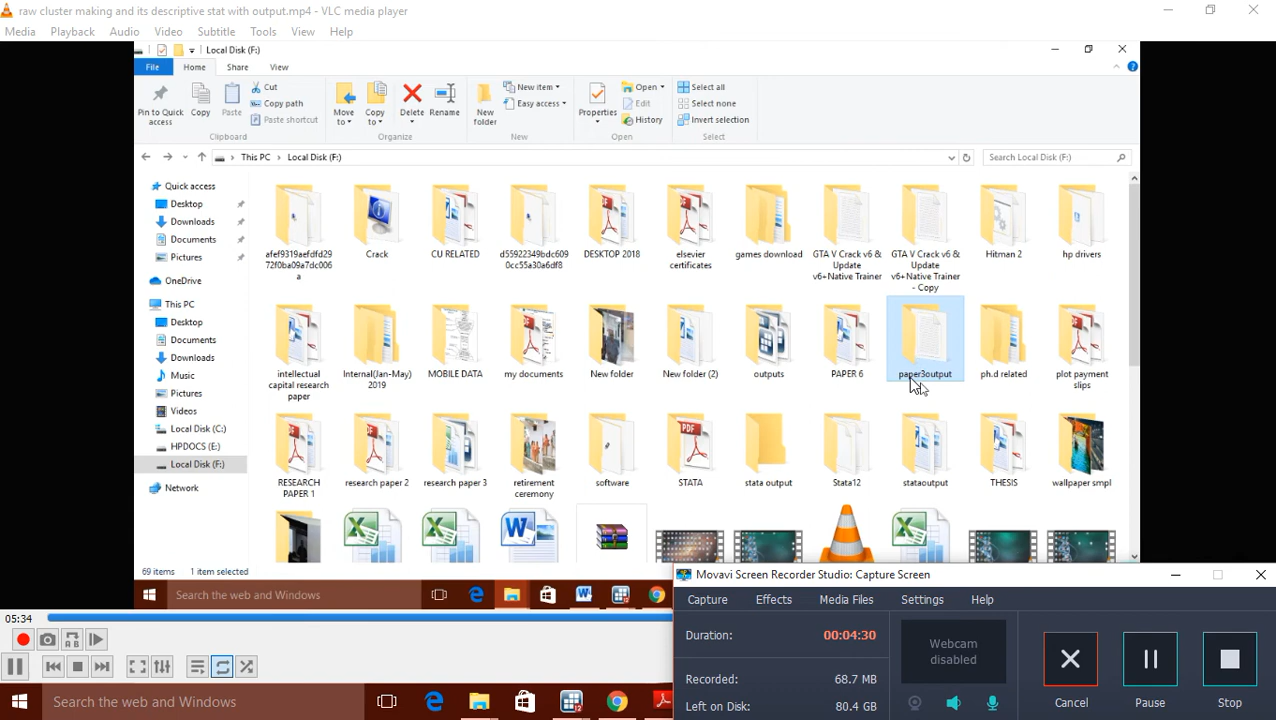 raw cluster making and its descriptive stat with output.mp4 - VLC media player
Media Playback Audio Video Subtitle Tools View Help
Local Disk (F:)
File Home Share View
Pin to Quick access
Copy
Paste
Cut
Copy path
Paste shortcut
Clipboard
Move to
Copy to
Delete
Rename
Organize
New folder
New item
Easy access
New
Properties
Open
Edit
History
Open
Select all
Select none
Invert selection
Select
This PC > Local Disk (F:)
Search Local Disk (F:)
Quick access
Desktop
Downloads
Documents
Pictures
OneDrive
This PC
Desktop
Documents
Downloads
Music
Pictures
Videos
Local Disk (C:)
HPDOCS (E:)
Local Disk (F:)
Network
afef9319aefdfd29
72f0ba09a7dc006
a
Crack
CU RELATED
d55922349bdc609
0cc55a30a6df8
DESKTOP 2018
elsevier
certificates
games download
GTA V Crack v6 &
Update
v6+Native Trainer
GTA V Crack v6 &
Update
v6+Native Trainer
- Copy
Hitman 2
hp drivers
intellectual
capital research
paper
Internal(Jan-May)
2019
MOBILE DATA
my documents
New folder
New folder (2)
outputs
PAPER 6
paper3output
ph.d related
plot payment
slips
RESEARCH
PAPER 1
research paper 2
research paper 3
retirement
ceremony
software
STATA
stata output
Stata12
stataoutput
THESIS
wallpaper smpl
69 items 1 item selected
Search the web and Windows
05:34
Search the web and Windows
Movavi Screen Recorder Studio: Capture Screen
Capture Effects Media Files Settings Help
Duration: 00:04:30
Recorded: 68.7 MB
Left on Disk: 80.4 GB
Webcam
disabled
Cancel
Pause
Stop